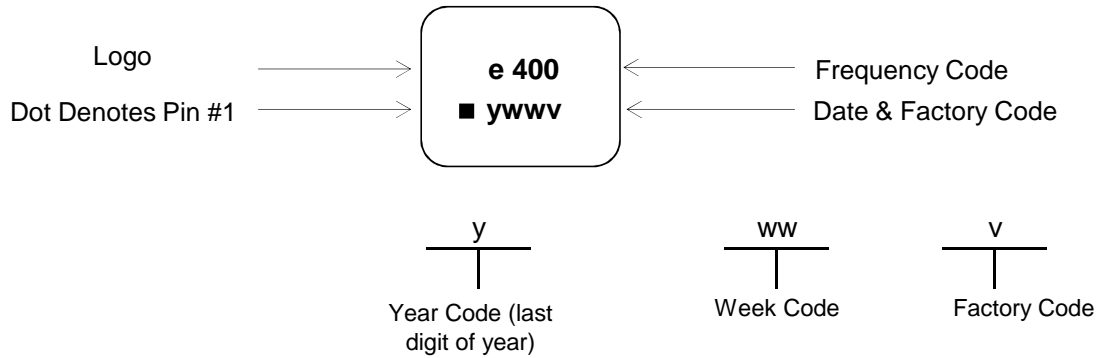 Logo
e 400
Frequency Code
Dot Denotes Pin #1
■ ywwv
Date & Factory Code
y
ww
v
Year Code (last
digit of year)
Week Code
Factory Code